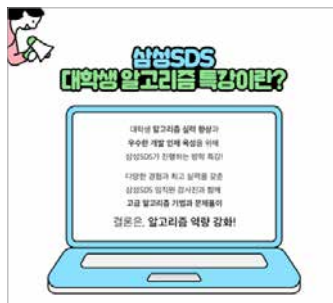 삼성SDS
대학생 알고리즘 특강이란?
대학생 알고리즘 실력 향상과
우수한 개발 인재 육성을 위해
삼성SDS가 진행하는 방학 특강!
다양한 경험과 최고 실력을 갖춘
삼성SDS 임직원 강사진과 함께
고급 알고리즘 기법과 문제풀이
결론은, 알고리즘 역량 강화!